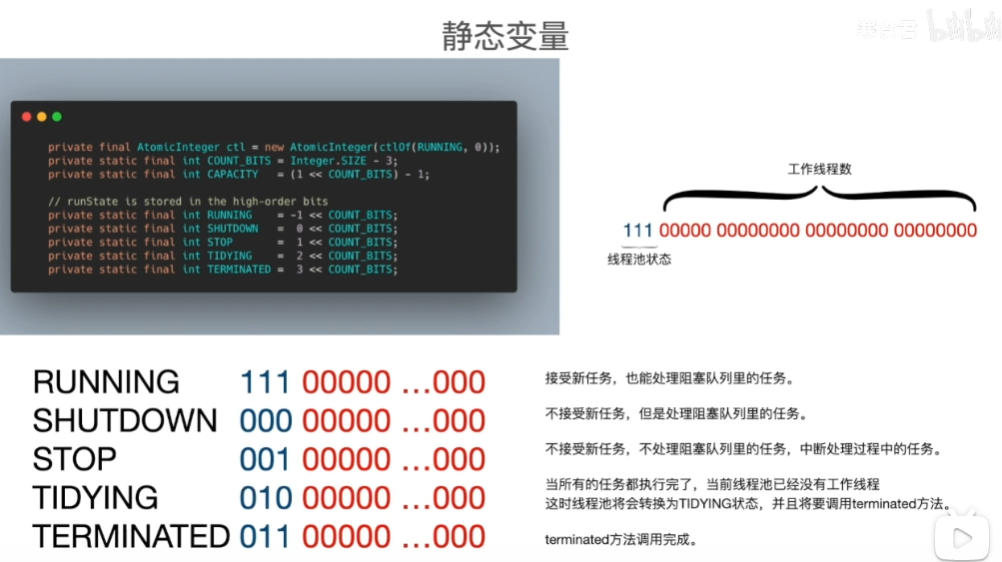 静态变量
bilibili
private final AtomicInteger ctl = new AtomicInteger(ctlOf(RUNNING, 0));
private static final int COUNT_BITS = Integer.SIZE - 3;
private static final int CAPACITY   = (1 << COUNT_BITS) - 1;
// runState is stored in the high-order bits
private static final int RUNNING    = -1 << COUNT_BITS;
private static final int SHUTDOWN   =  0 << COUNT_BITS;
private static final int STOP       =  1 << COUNT_BITS;
private static final int TIDYING    =  2 << COUNT_BITS;
private static final int TERMINATED =  3 << COUNT_BITS;
工作线程数
111 00000 00000000 00000000 00000000
线程池状态
RUNNING 111 00000 ...000 接受新任务，也能处理阻塞队列里的任务。
SHUTDOWN 000 00000 ...000 不接受新任务，但是处理阻塞队列里的任务。
STOP 001 00000 ...000 不接受新任务，不处理阻塞队列里的任务，中断处理过程中的任务。
TIDYING 010 00000 ...000 当所有的任务都执行完了，当前线程池已经没有工作线程
这时线程池将会转换为TIDYING状态，并且将要调用terminated方法。
TERMINATED 011 00000 ...000 terminated方法调用完成。